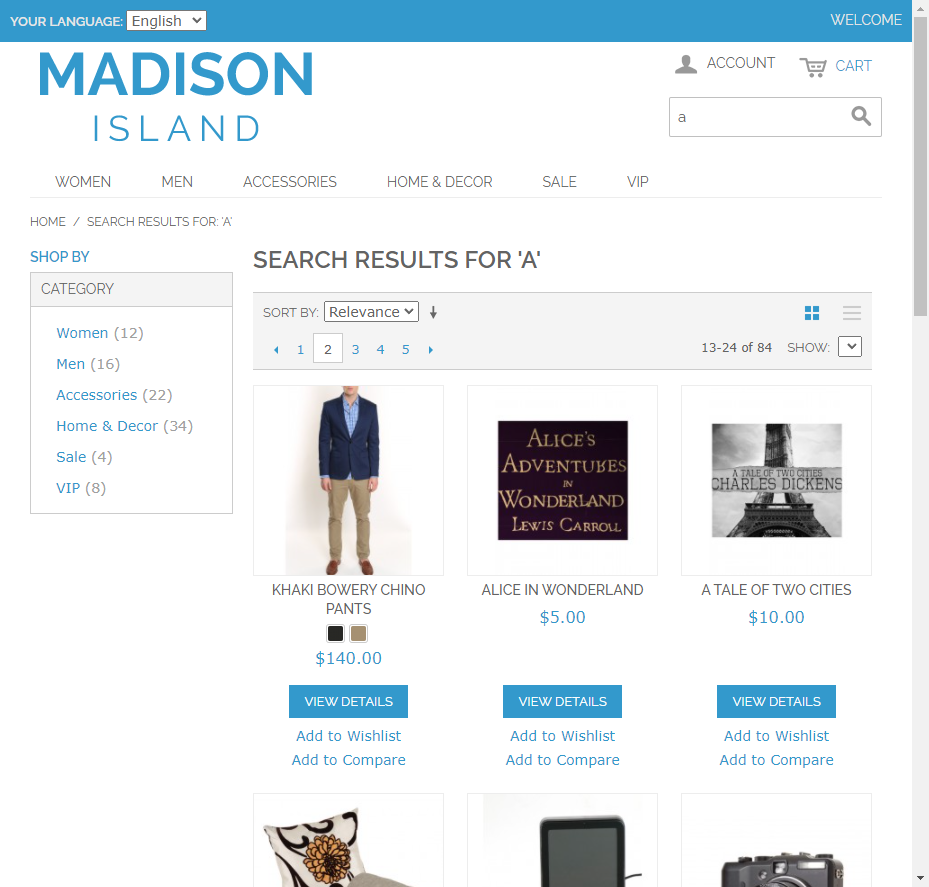 YOUR LANGUAGE: English
WELCOME
MADISON
ISLAND
ACCOUNT
CART
a
WOMEN MEN ACCESSORIES HOME & DECOR SALE VIP
HOME / SEARCH RESULTS FOR: 'A'
SHOP BY
CATEGORY
Women (12)
Men (16)
Accessories (22)
Home & Decor (34)
Sale (4)
VIP (8)
SEARCH RESULTS FOR 'A'
SORT BY: Relevance
1 2 3 4 5
13-24 of 84 SHOW:
KHAKI BOWERY CHINO
PANTS
$140.00
VIEW DETAILS
Add to Wishlist
Add to Compare
ALICE'S
ADVENTURES
IN
WONDERLAND
LEWIS CARROLL
ALICE IN WONDERLAND
$5.00
VIEW DETAILS
Add to Wishlist
Add to Compare
A TALE OF TWO CITIES
CHARLES DICKENS
A TALE OF TWO CITIES
$10.00
VIEW DETAILS
Add to Wishlist
Add to Compare